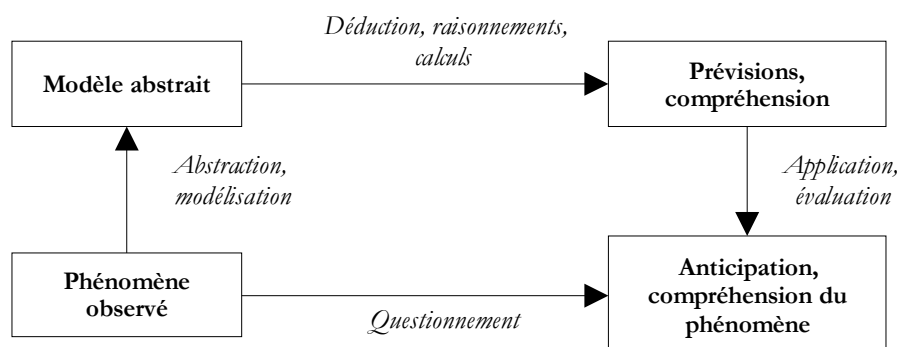 Déduction, raisonnements,
calculs
Modèle abstrait
Prévisions,
compréhension
Abstraction,
modélisation
Application,
évaluation
Phénomène
observé
Questionnement
Anticipation,
compréhension du
phénomène